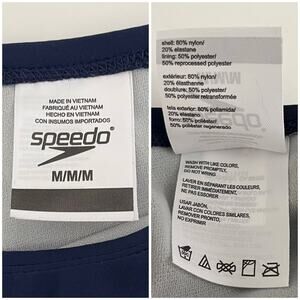 MADE IN VIETNAM
FABRIQUÉ AU VIETNAM
HECHO EN VIETNAM
CON INSUMOS IMPORTADOS
speedo
M/M/M
shell: 80% nylon/
20% elastane
lining: 50% polyester/
50% reprocessed polyester
extérieur: 80% nylon/
20% élasthanne
doublure: 50% polyester/
50% polyester retransformé
tela exterior: 80% poliamida/
20% elastano
forro: 50% poliéster/
50% poliéster regenerado
WASH WITH LIKE COLORS,
REMOVE PROMPTLY,
DO NOT WRING
LAVER EN SÉPARANT LES COULEURS,
RETIRER IMMÉDIATEMENT,
NE PAS ESSORER
USAR JABÓN,
LAVAR CON COLORES SIMILARES,
RETIRAR PRONTO,
NO EXPRIMIR